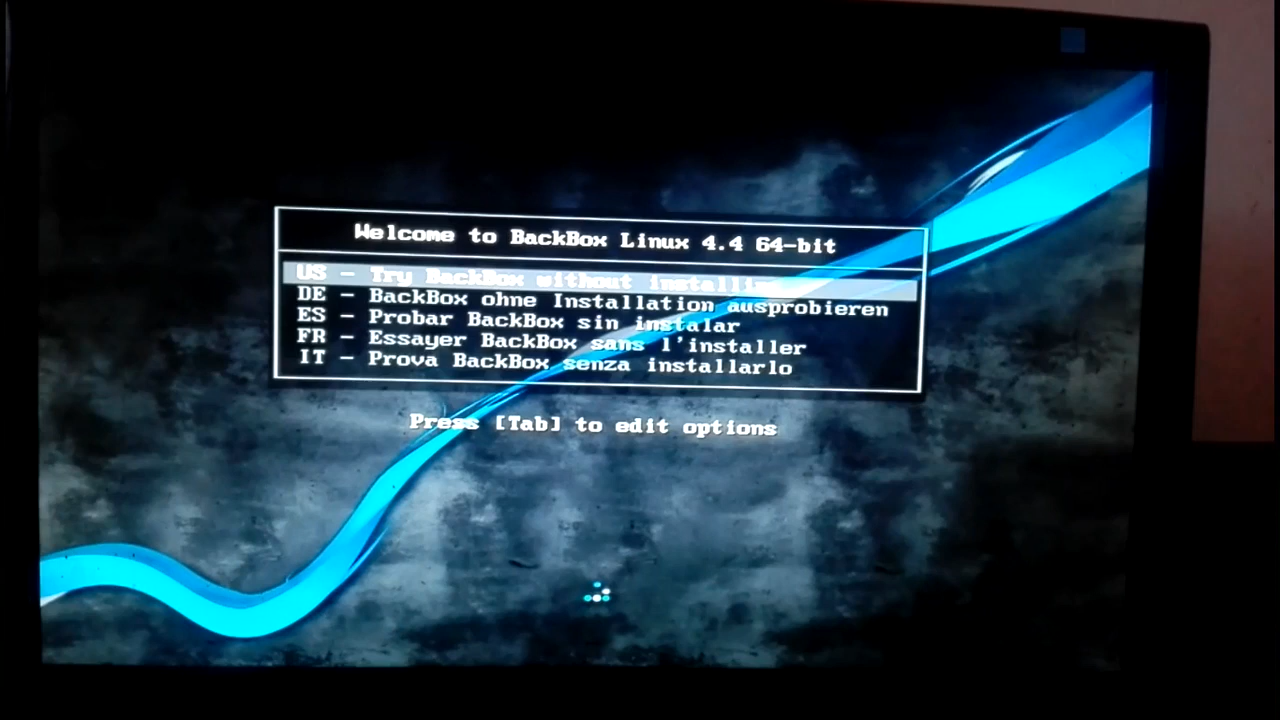 Welcome to BackBox Linux 4.4 64-bit
US - Try BackBox without installing
DE - BackBox ohne Installation ausprobieren
ES - Probar BackBox sin instalar
FR - Essayer BackBox sans l'installer
IT - Prova BackBox senza installarlo
Press [Tab] to edit options